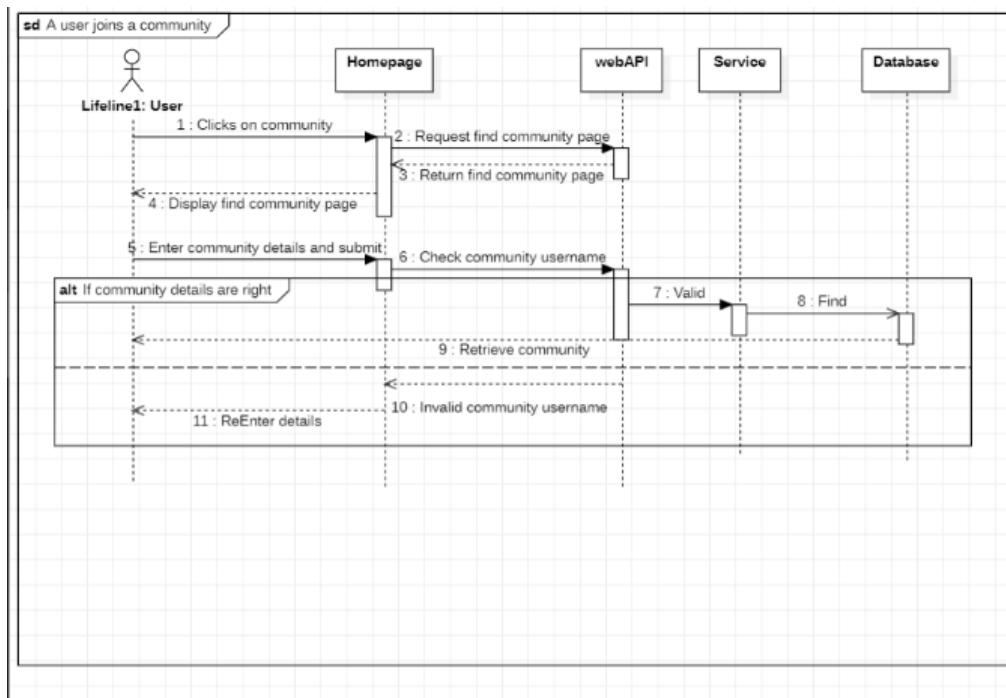 sd A user joins a community
Homepage
webAPI
Service
Database
Lifeline1: User
1 : Clicks on community
2 : Request find community page
3 : Return find community page
4 : Display find community page
5 : Enter community details and submit
6 : Check community username
alt If community details are right
7 : Valid
8 : Find
9 : Retrieve community
10 : Invalid community username
11 : ReEnter details